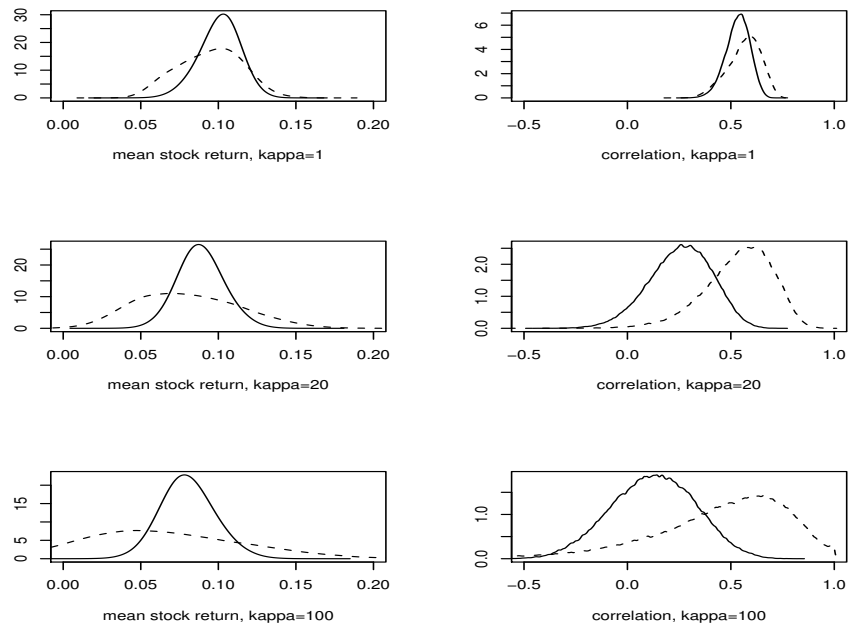 30
20
10
0
0.00 0.05 0.10 0.15 0.20
mean stock return, kappa=1
6
4
2
0
−0.5 0.0 0.5 1.0
correlation, kappa=1
20
10
0
0.00 0.05 0.10 0.15 0.20
mean stock return, kappa=20
2.0
1.0
0.0
−0.5 0.0 0.5 1.0
correlation, kappa=20
15
5
0
0.00 0.05 0.10 0.15 0.20
mean stock return, kappa=100
1.0
0.0
−0.5 0.0 0.5 1.0
correlation, kappa=100